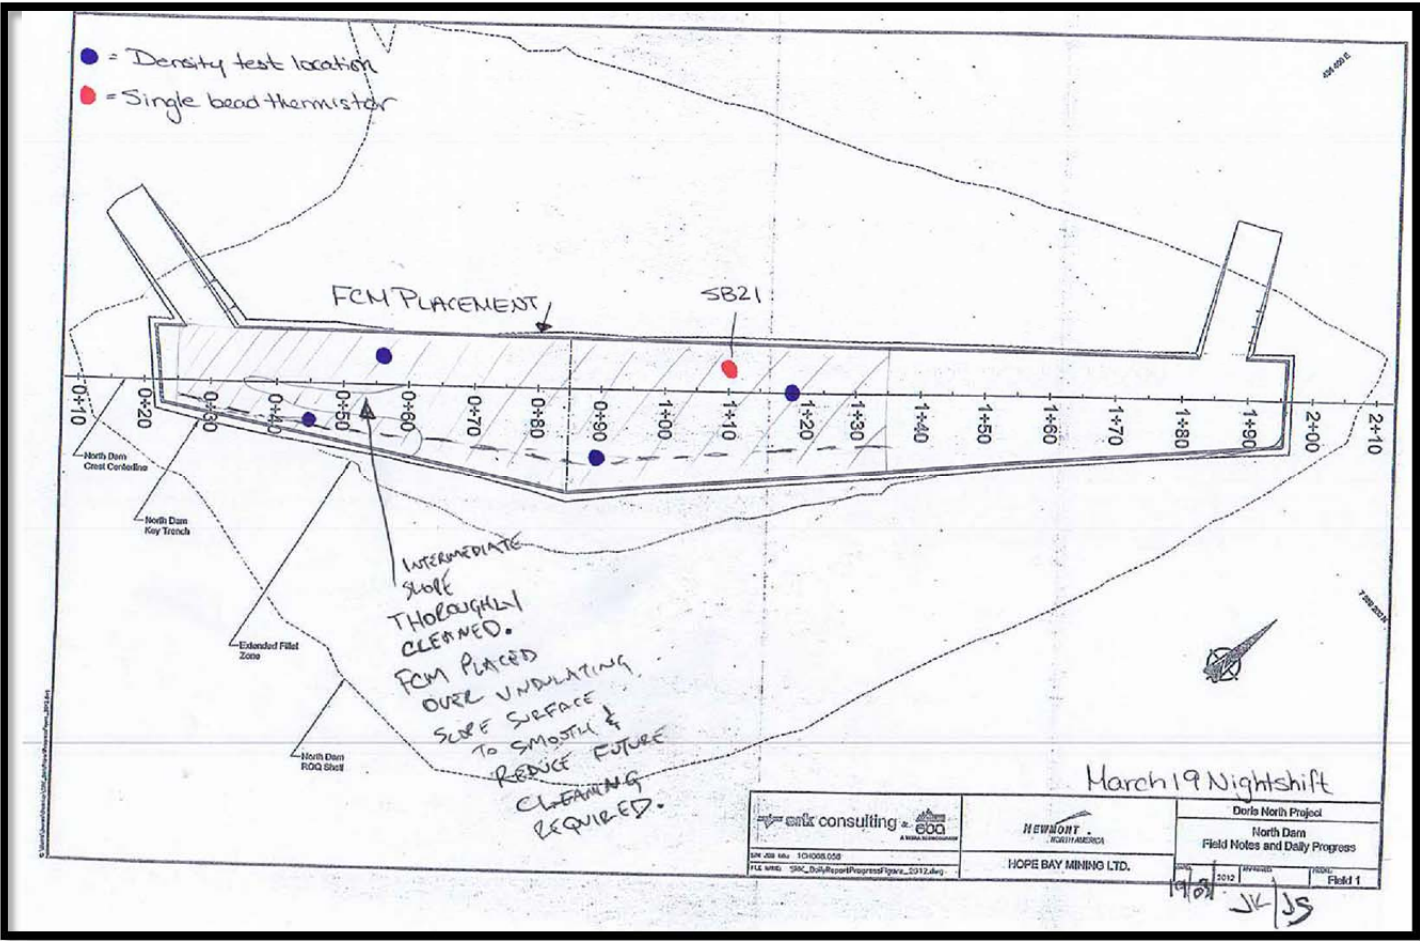 = Density test location
= Single bead thermistor
FCM PLACEMENT
SB21
0+10
0+20
0+30
0+40
0+50
0+60
0+70
0+80
0+90
1+00
1+10
1+20
1+30
1+40
1+50
1+60
1+70
1+80
1+90
2+00
2+10
North Dam
Crest Centerline
North Dam
Key Trench
Extended Fillet
Zone
North Dam
ROQ Shell
INTERMEDIATE
SLOPE
THOROUGHLY
CLEANED.
FCM PLACED
OVER UNDULATING
SLOPE SURFACE
TO SMOOTH &
REDUCE FUTURE
CLEANING
REQUIRED.
March 19 Nightshift
srk consulting
eba
NEWMONT.
NORTH AMERICA
HOPE BAY MINING LTD.
Doris North Project
North Dam
Field Notes and Daily Progress
FILE NAME: SRK_DailyReportProgressFigure_2012.dwg
2012
Field 1
JK/JS